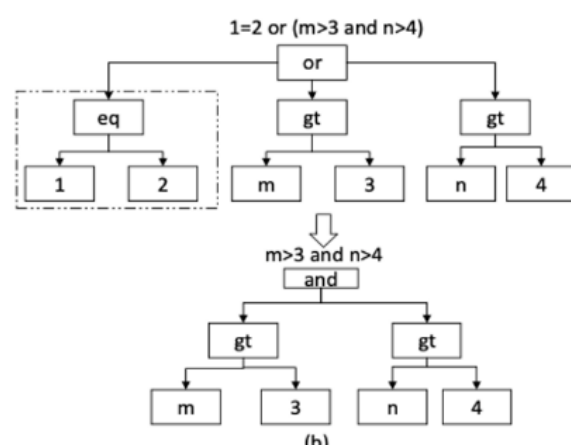 1=2 or (m>3 and n>4)
or
eq gt gt
1 2 m 3 n 4
m>3 and n>4
and
gt gt
m 3 n 4
(b)